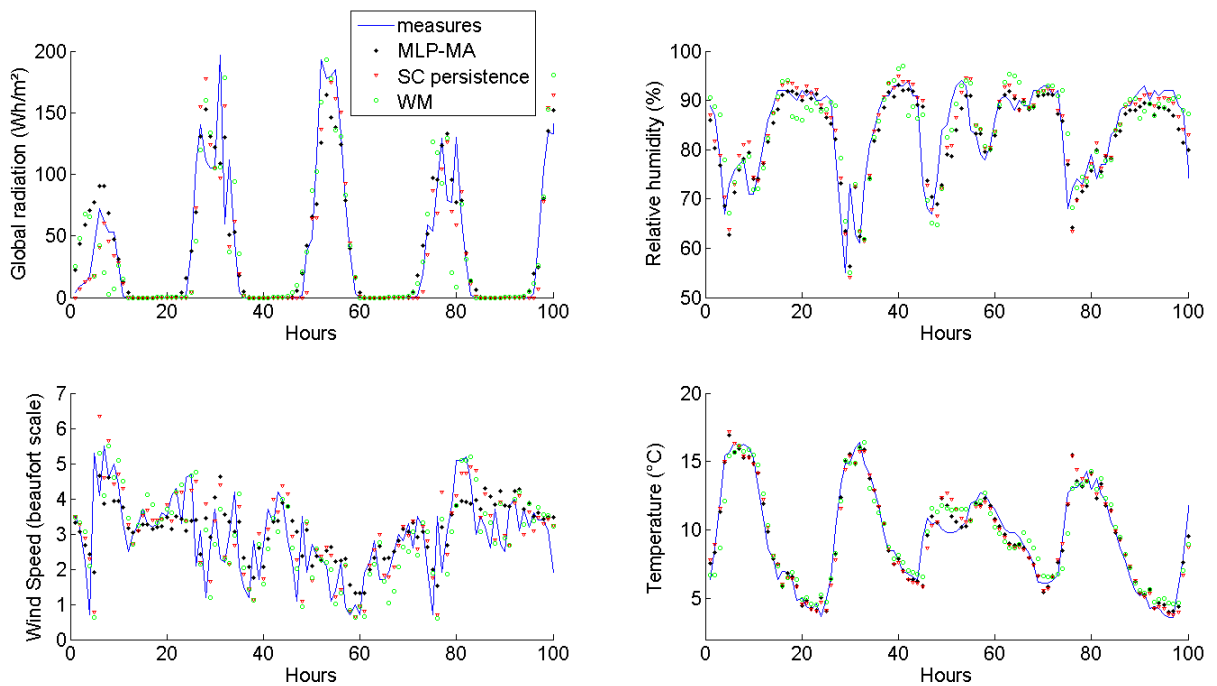 measures
MLP-MA
SC persistence
WM
Global radiation (Wh/m²)
200
150
100
50
0
0 20 40 60 80 100
Hours
Relative humidity (%)
100
90
80
70
60
50
0 20 40 60 80 100
Hours
Wind Speed (beaufort scale)
7
6
5
4
3
2
1
0
0 20 40 60 80 100
Hours
Temperature (°C)
20
15
10
5
0 20 40 60 80 100
Hours